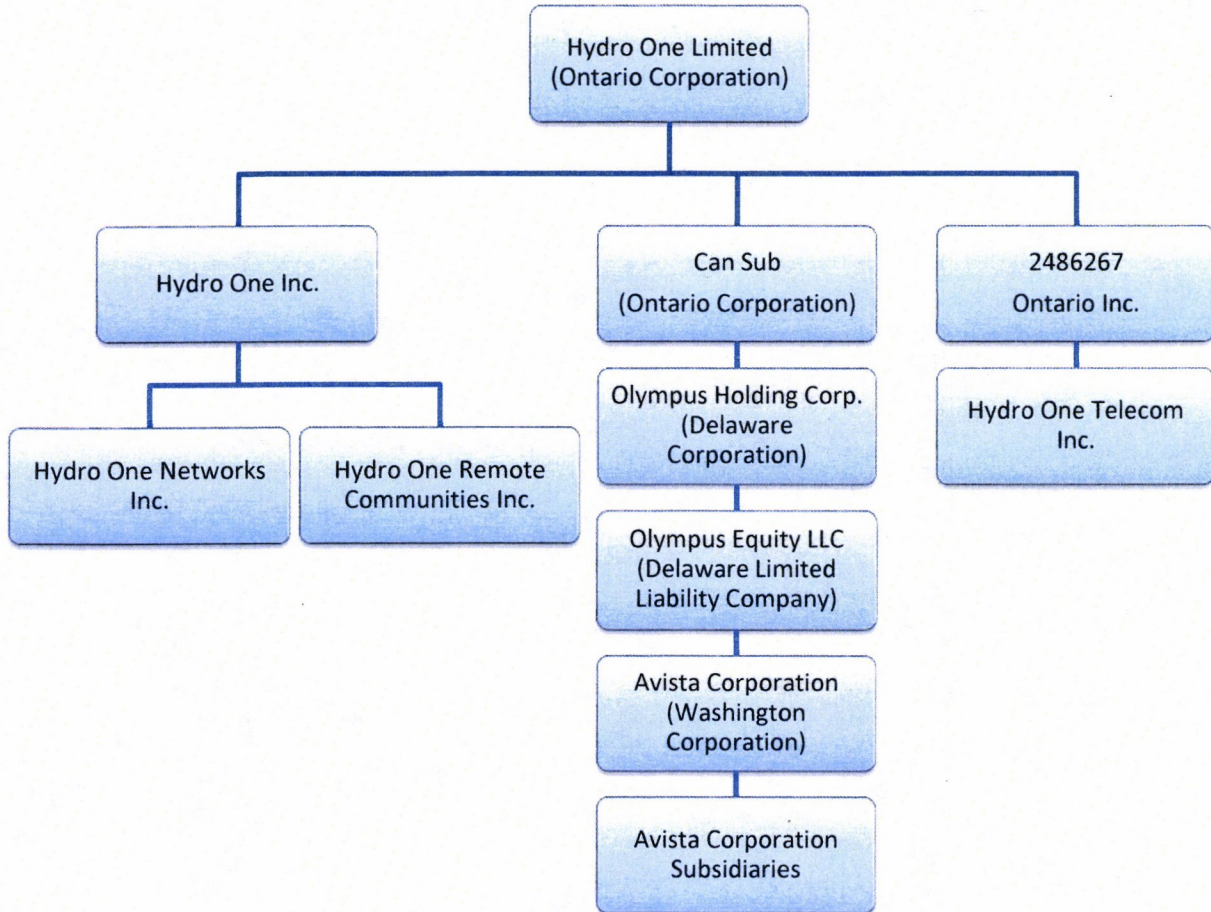 Hydro One Limited
(Ontario Corporation)
Hydro One Inc.
Can Sub
(Ontario Corporation)
2486267
Ontario Inc.
Hydro One Networks
Inc.
Hydro One Remote
Communities Inc.
Olympus Holding Corp.
(Delaware
Corporation)
Hydro One Telecom
Inc.
Olympus Equity LLC
(Delaware Limited
Liability Company)
Avista Corporation
(Washington
Corporation)
Avista Corporation
Subsidiaries